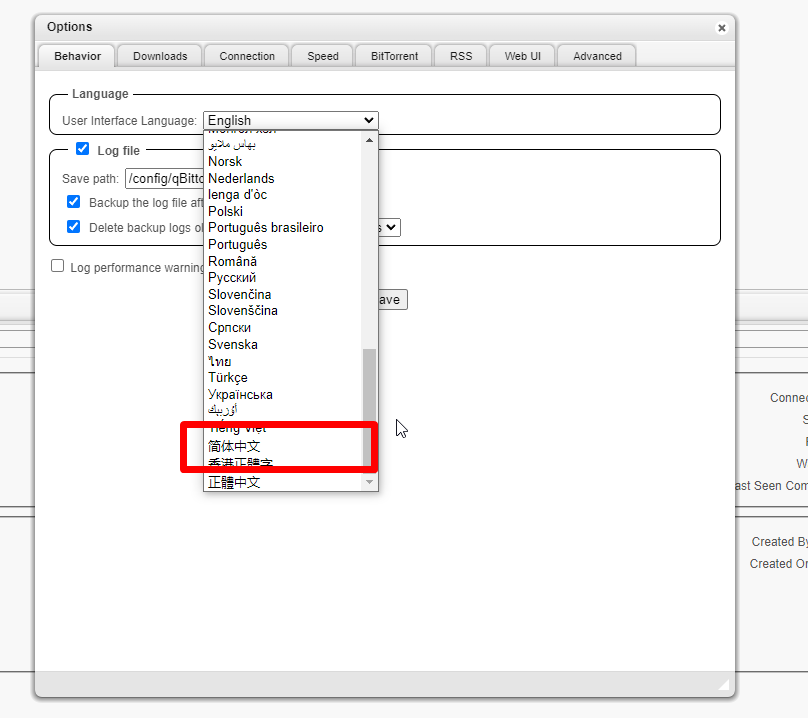 Options
Behavior Downloads Connection Speed BitTorrent RSS Web UI Advanced
Language
User Interface Language: English
بهاس ملايو
Norsk
Nederlands
lenga d'òc
Polski
Português brasileiro
Português
Română
Русский
Slovenčina
Slovenščina
Српски
Svenska
ไทย
Türkçe
Українська
Tiếng Việt
简体中文
香港正體字
正體中文
Log file
Save path: /config/qBitto
Backup the log file aft
Delete backup logs ol
Log performance warning
ave
Connec
S
W
ast Seen Com
Created By
Created On